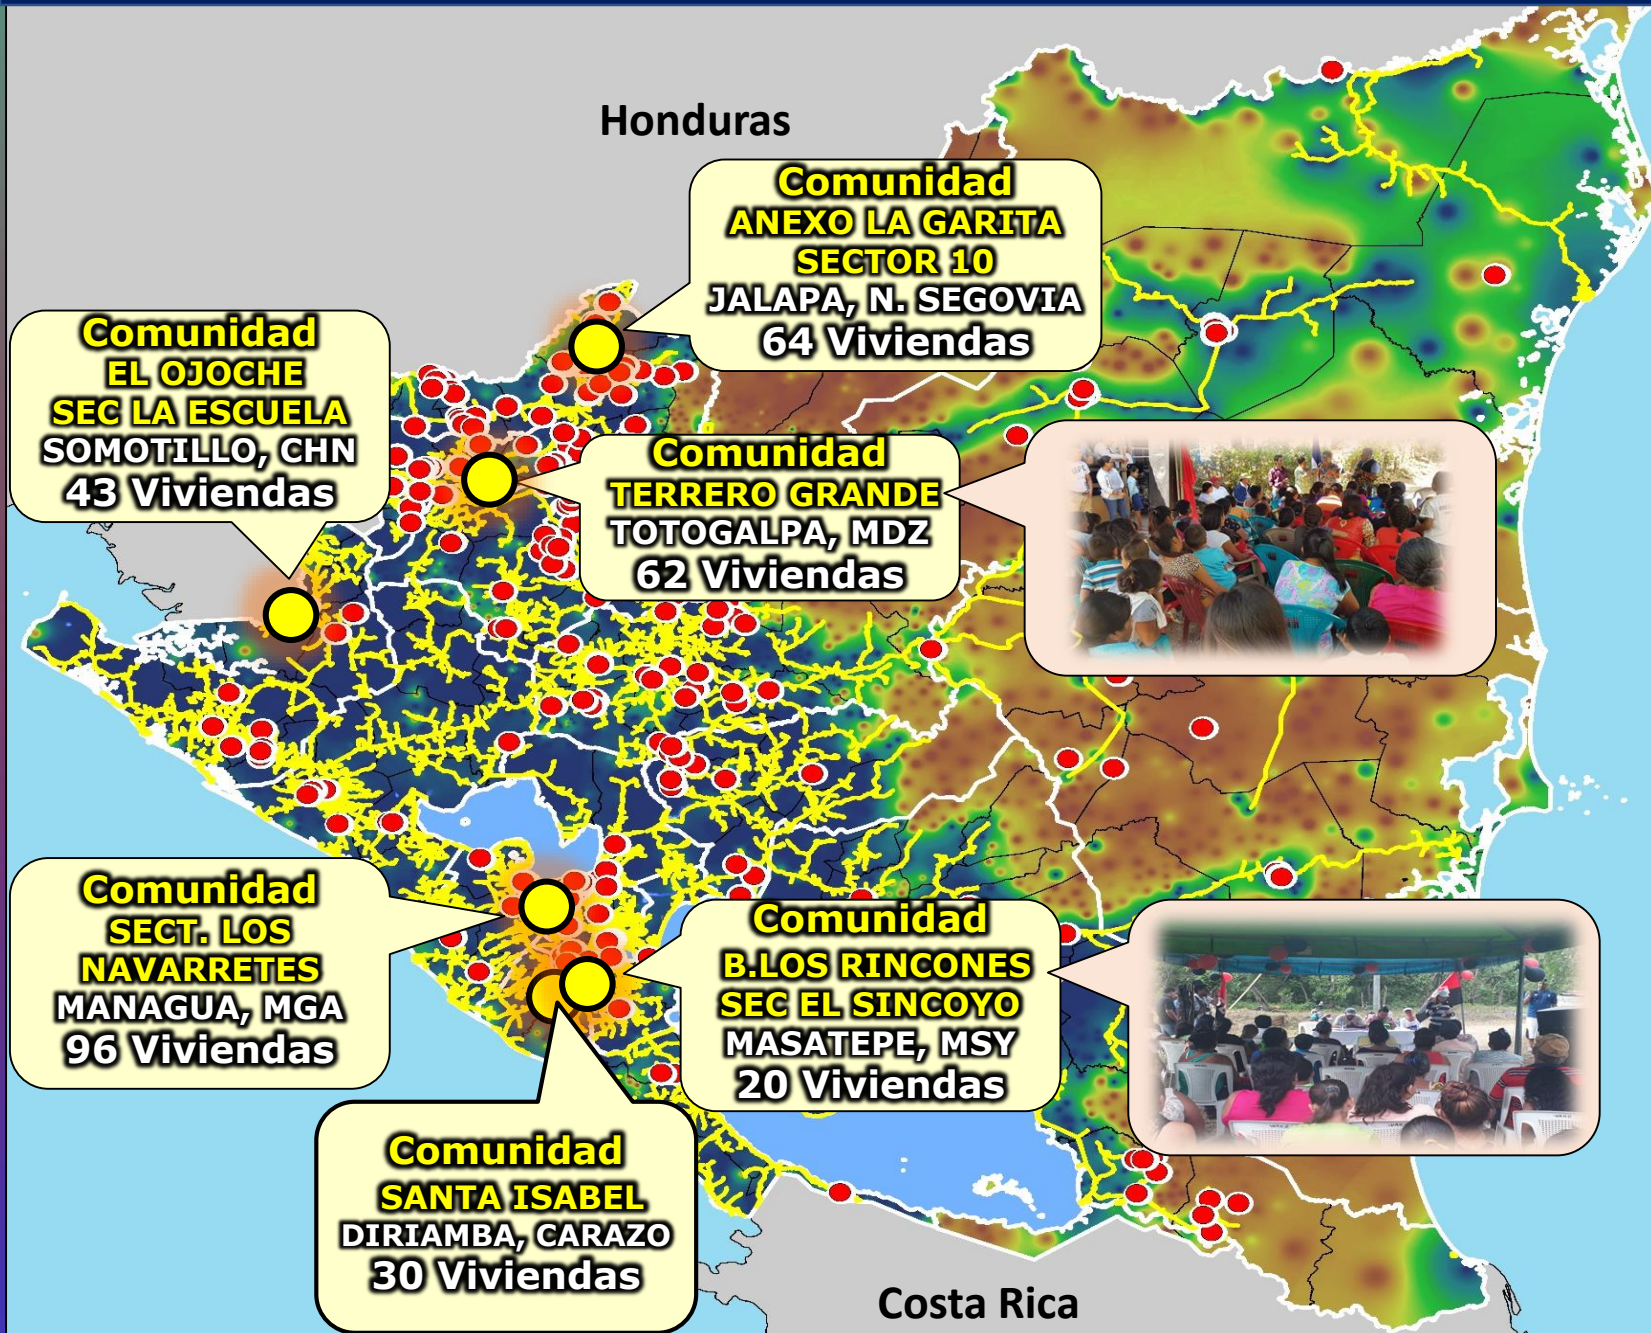 Honduras
Comunidad
ANEXO LA GARITA
SECTOR 10
JALAPA, N. SEGOVIA
64 Viviendas
Comunidad
EL OJOCHE
SEC LA ESCUELA
SOMOTILLO, CHN
43 Viviendas
Comunidad
TERRERO GRANDE
TOTOGALPA, MDZ
62 Viviendas
Comunidad
SECT. LOS
NAVARRETES
MANAGUA, MGA
96 Viviendas
Comunidad
B.LOS RINCONES
SEC EL SINCOYO
MASATEPE, MSY
20 Viviendas
Comunidad
SANTA ISABEL
DIRIAMBA, CARAZO
30 Viviendas
Costa Rica